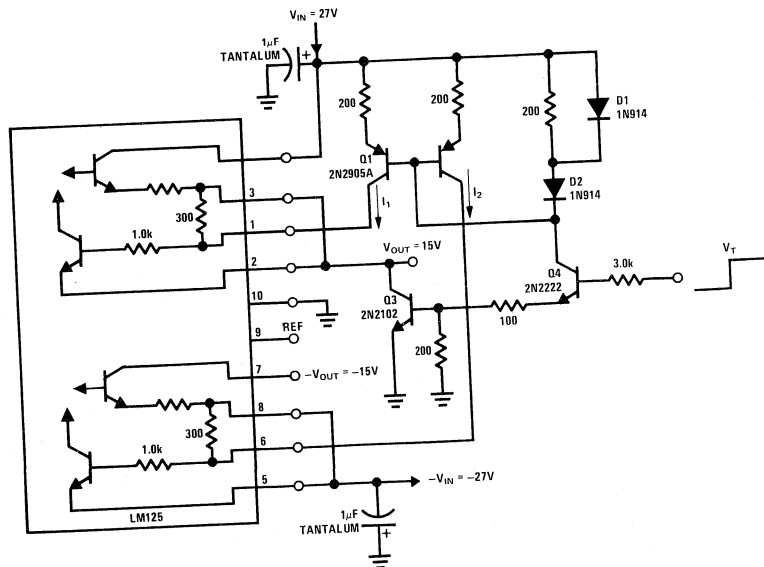 V_IN = 27V
1μF
TANTALUM
+
200
200
200
D1
1N914
Q1
2N2905A
D2
1N914
3
300
I_1
I_2
1.0k
1
V_OUT = 15V
V_T
2
Q4
3.0k
Q3
2N2222
10
2N2102
100
9
REF
200
7
-V_OUT = -15V
8
300
1.0k
6
5
-V_IN = -27V
LM125
1μF
TANTALUM
+